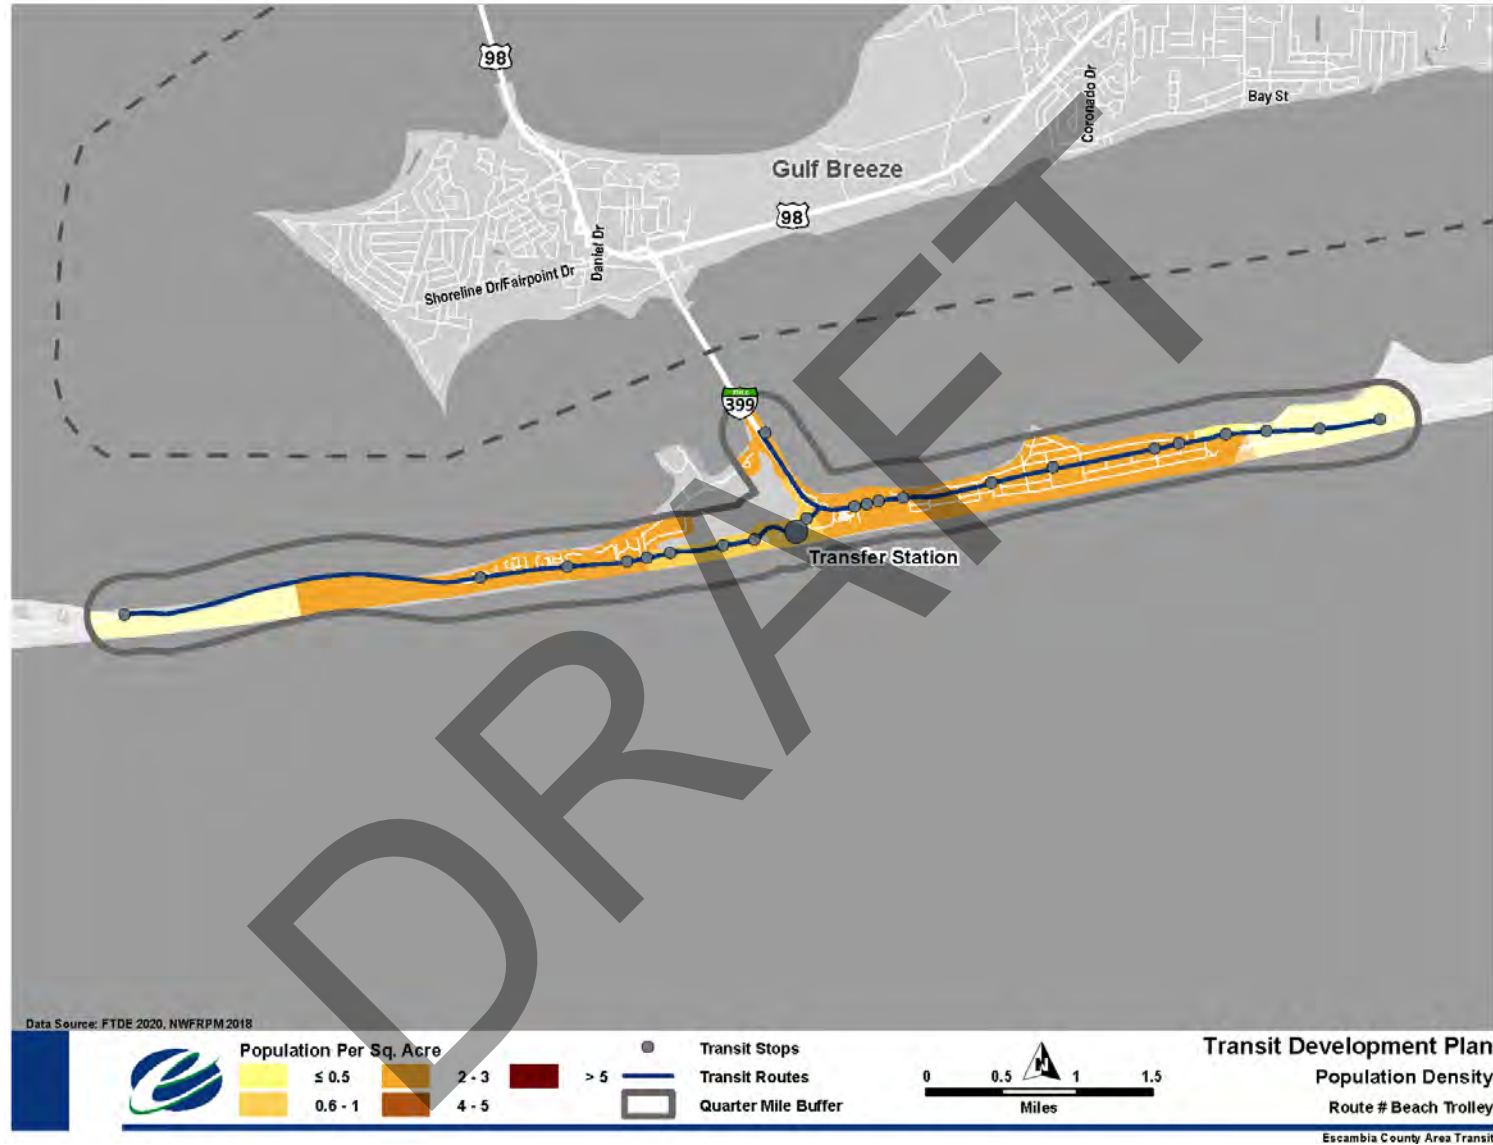 98
Coronado Dr
Bay St
Gulf Breeze
98
Daniel Dr
Shoreline Dr/Fairpoint Dr
399
Transfer Station
DRAFT
Data Source: FTDE 2020, NWFRPM 2018
Population Per Sq. Acre
≤ 0.5
2 - 3
> 5
0.6 - 1
4 - 5
Transit Stops
Transit Routes
Quarter Mile Buffer
N
0 0.5 1 1.5
Miles
Transit Development Plan
Population Density
Route # Beach Trolley
Escambia County Area Transit